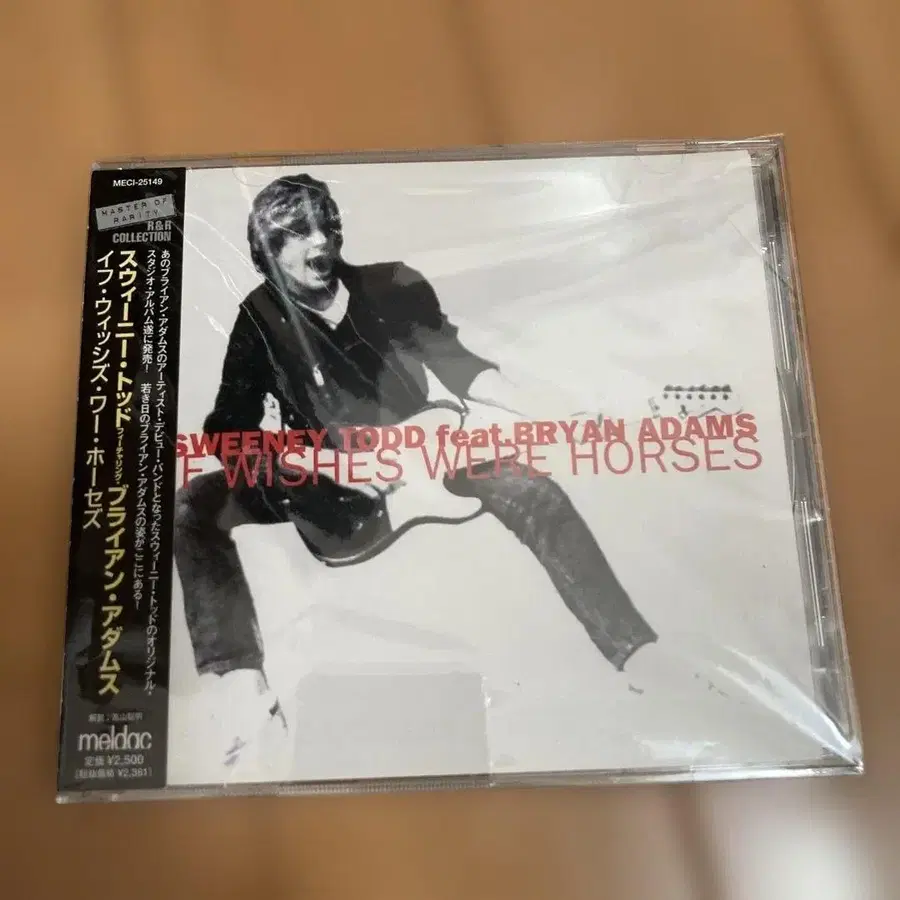 MECI-25149
MASTER OF
RARITY
R&R
COLLECTION
あのブライアン・アダムスのアーティスト・デビュー・バンドとなったスウィーニー・トッドのオリジナル・
スタジオ・アルバム遂に発売! 若き日のブライアン・アダムスの姿がここにある!
スウィーニー・トッド フィーチャリング・ブライアン・アダムス
イフ・ウィッシズ・ワー・ホーセズ
meldac
定価 ¥2,500
[税抜価格 ¥2,381]
SWEENEY TODD feat.BRYAN ADAMS
F WISHES WERE HORSES